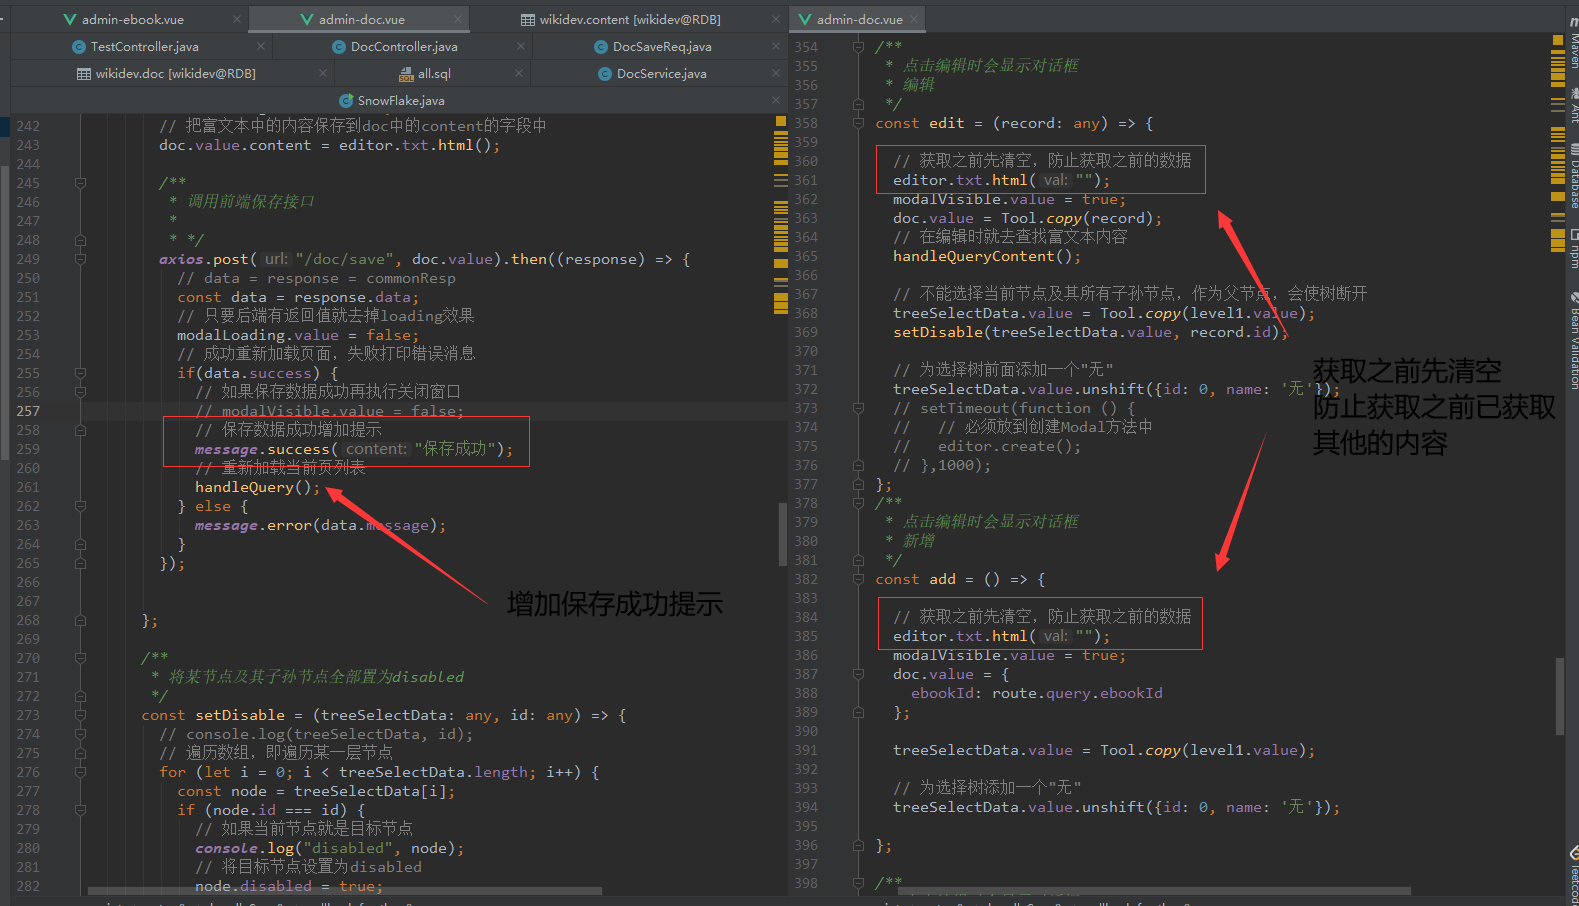 admin-ebook.vue
admin-doc.vue
wikidev.content [wikidev@RDB]
TestController.java
DocController.java
DocSaveReq.java
wikidev.doc [wikidev@RDB]
all.sql
DocService.java
SnowFlake.java
242 // 把富文本中的内容保存到doc中的content的字段中
243 doc.value.content = editor.txt.html();
244
245 /**
246 * 调用前端保存接口
247 *
248 * */
249 axios.post( url: "/doc/save", doc.value).then((response) => {
250 // data = response = commonResp
251 const data = response.data;
252 // 只要后端有返回值就去掉loading效果
253 modalLoading.value = false;
254 // 成功重新加载页面，失败打印错误消息
255 if(data.success) {
256 // 如果保存数据成功再执行关闭窗口
257 // modalVisible.value = false;
258 // 保存数据成功增加提示
259 message.success( content: "保存成功");
260 // 重新加载当前页列表
261 handleQuery();
262 } else {
263 message.error(data.message);
264 }
265 });
266
267
268 };
269
270 /**
271 * 将某节点及其子孙节点全部置为disabled
272 */
273 const setDisable = (treeSelectData: any, id: any) => {
274 // console.log(treeSelectData, id);
275 // 遍历数组，即遍历某一层节点
276 for (let i = 0; i < treeSelectData.length; i++) {
277 const node = treeSelectData[i];
278 if (node.id === id) {
279 // 如果当前节点就是目标节点
280 console.log("disabled", node);
281 // 将目标节点设置为disabled
282 node.disabled = true;
增加保存成功提示
admin-doc.vue
354 /**
355 * 点击编辑时会显示对话框
356 * 编辑
357 */
358 const edit = (record: any) => {
359
360 // 获取之前先清空，防止获取之前的数据
361 editor.txt.html( val: "");
362 modalVisible.value = true;
363 doc.value = Tool.copy(record);
364 // 在编辑时就去查找富文本内容
365 handleQueryContent();
366
367 // 不能选择当前节点及其所有子孙节点，作为父节点，会使树断开
368 treeSelectData.value = Tool.copy(level1.value);
369 setDisable(treeSelectData.value, record.id);
370
371 // 为选择树前面添加一个"无"
372 treeSelectData.value.unshift({id: 0, name: '无'});
373 // setTimeout(function () {
374 // // 必须放到创建Modal方法中
375 // editor.create();
376 // },1000);
377 };
378 /**
379 * 点击编辑时会显示对话框
380 * 新增
381 */
382 const add = () => {
383
384 // 获取之前先清空，防止获取之前的数据
385 editor.txt.html( val: "");
386 modalVisible.value = true;
387 doc.value = {
388 ebookId: route.query.ebookId
389 };
390
391 treeSelectData.value = Tool.copy(level1.value);
392
393 // 为选择树添加一个"无"
394 treeSelectData.value.unshift({id: 0, name: '无'});
395
396 };
397
398 /**
获取之前先清空
防止获取之前已获取
其他的内容
Maven
Ant
Database
npm
Bean Validation
leetcode